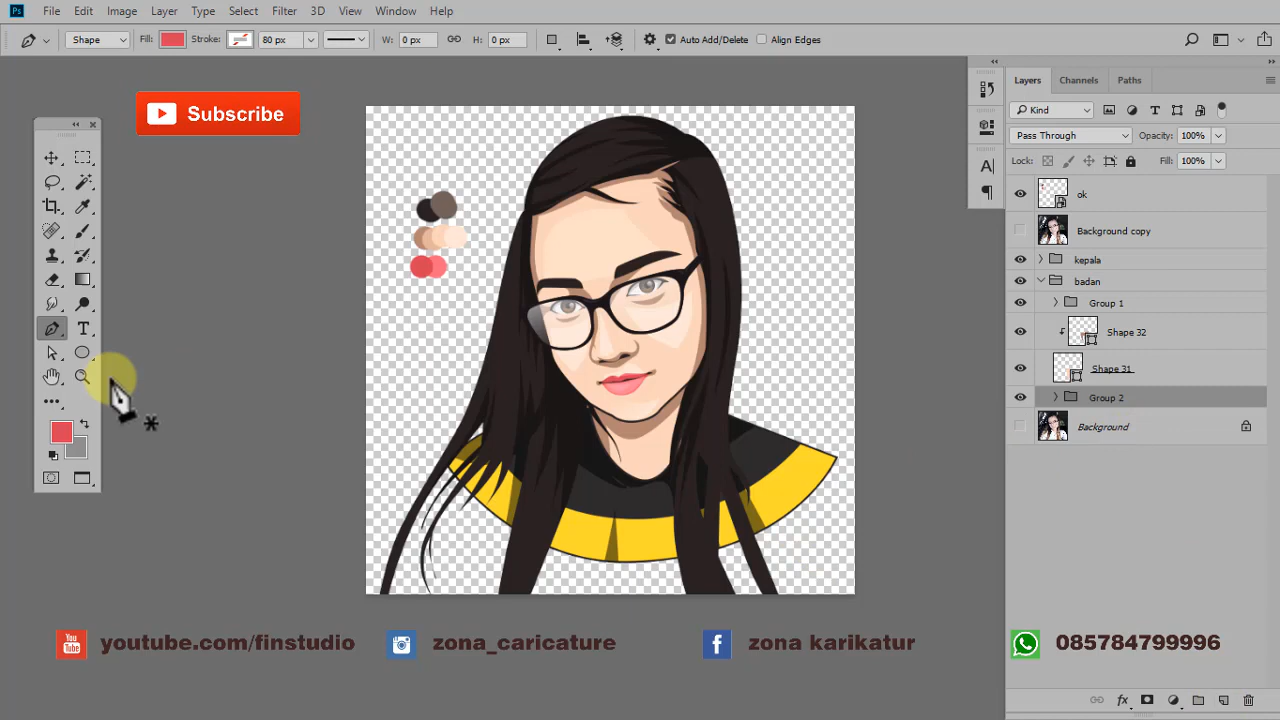 Ps File Edit Image Layer Type Select Filter 3D View Window Help
Shape Fill: Stroke: 80 px W: 0 px H: 0 px Auto Add/Delete Align Edges
Subscribe
Layers Channels Paths
Kind
Pass Through Opacity: 100%
Lock: Fill: 100%
ok
Background copy
kepala
badan
Group 1
Shape 32
Shape 31
Group 2
Background
You Tube youtube.com/finstudio zona_caricature zona karikatur 085784799996